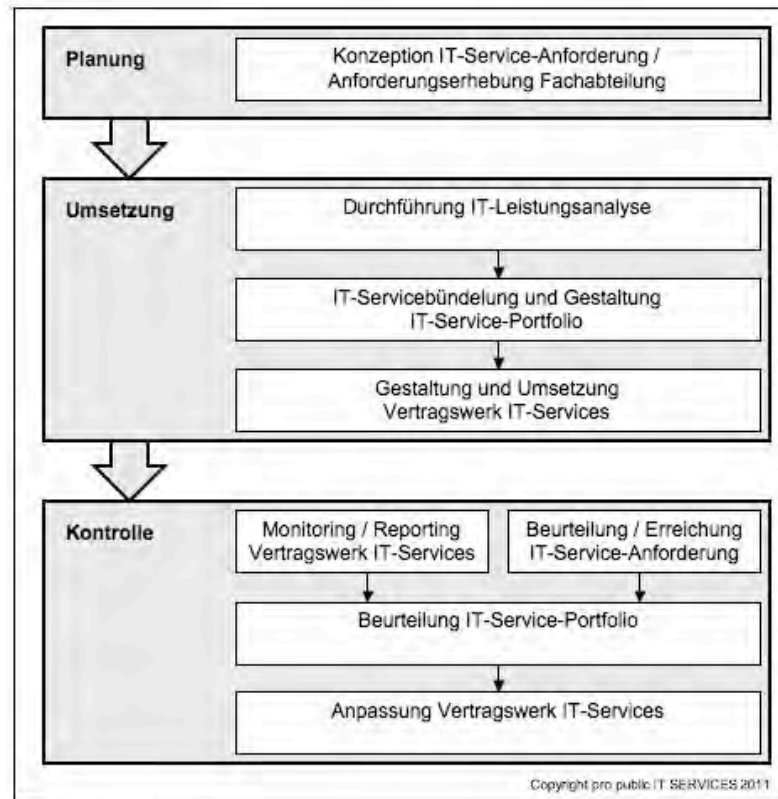 Planung
Konzeption IT-Service-Anforderung /
Anforderungserhebung Fachabteilung
Umsetzung
Durchführung IT-Leistungsanalyse
IT-Servicebündelung und Gestaltung
IT-Service-Portfolio
Gestaltung und Umsetzung
Vertragswerk IT-Services
Kontrolle
Monitoring / Reporting
Vertragswerk IT-Services
Beurteilung / Erreichung
IT-Service-Anforderung
Beurteilung IT-Service-Portfolio
Anpassung Vertragswerk IT-Services
Copyright pro public IT SERVICES 2011